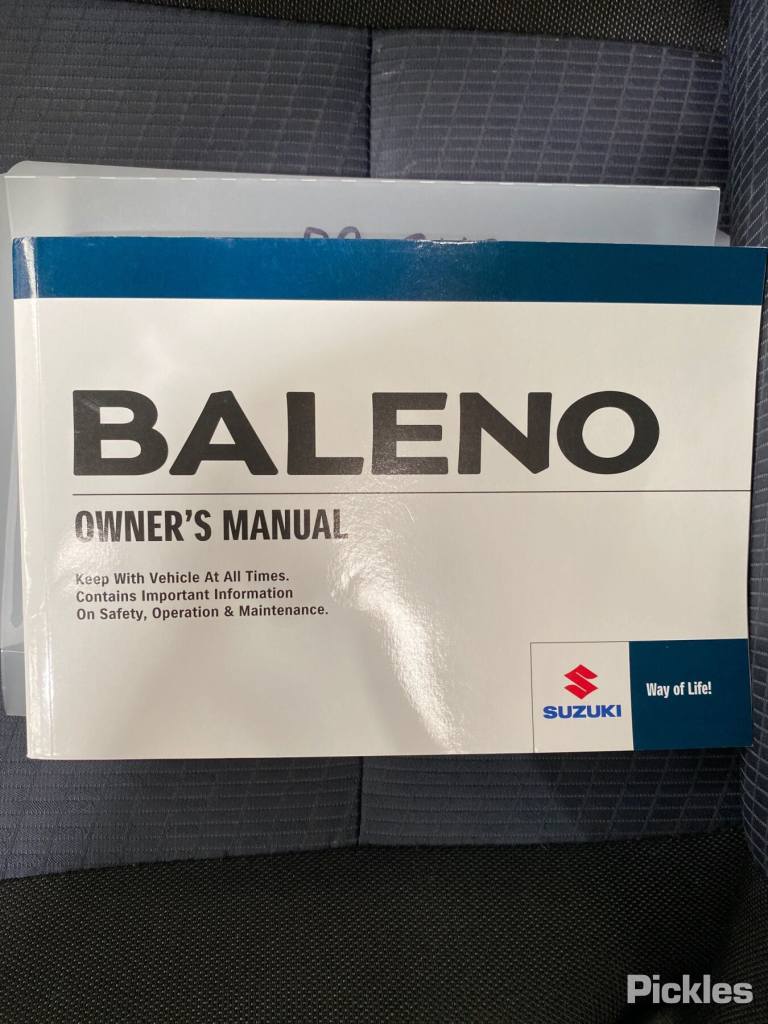 BALENO
OWNER'S MANUAL
Keep With Vehicle At All Times.
Contains Important Information
On Safety, Operation & Maintenance.
SUZUKI
Way of Life!
Pickles